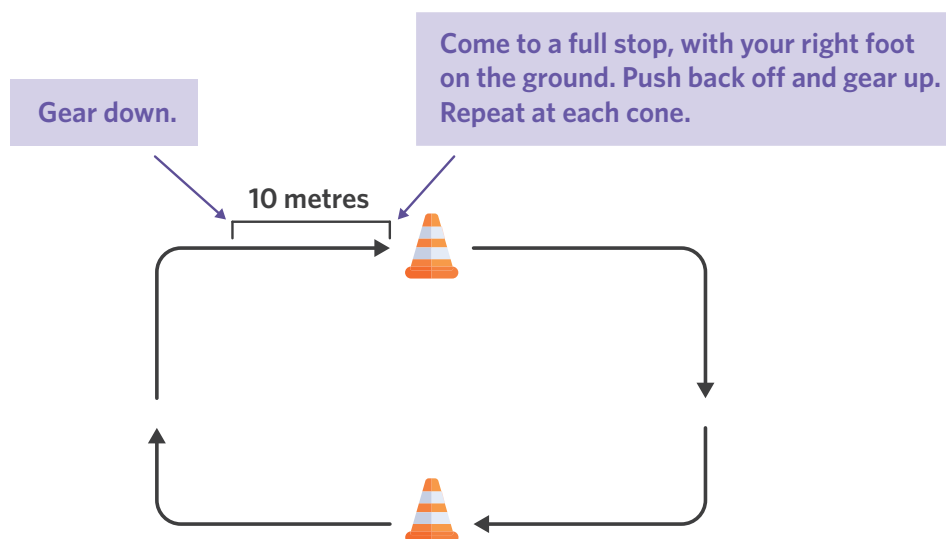 Come to a full stop, with your right foot
on the ground. Push back off and gear up.
Repeat at each cone.
Gear down.
10 metres